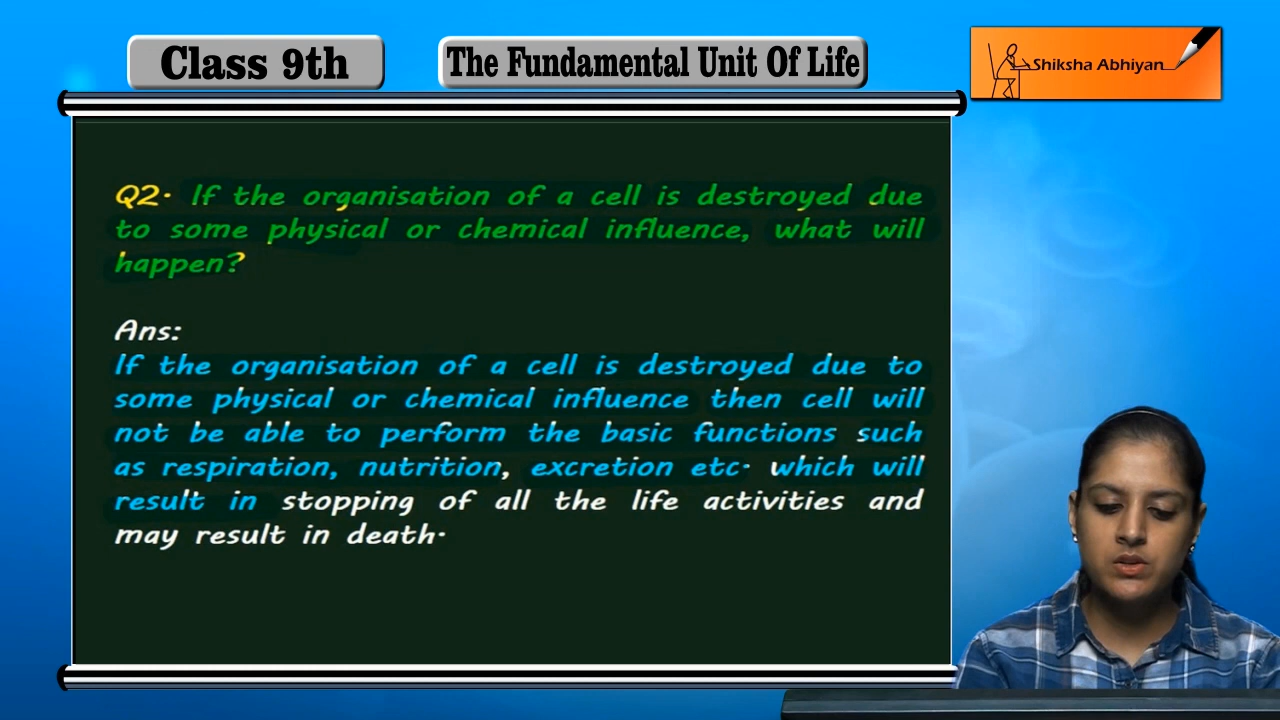 Class 9th
The Fundamental Unit Of Life
Shiksha Abhiyan
Q2. If the organisation of a cell is destroyed due
to some physical or chemical influence, what will
happen?
Ans:
If the organisation of a cell is destroyed due to
some physical or chemical influence then cell will
not be able to perform the basic functions such
as respiration, nutrition, excretion etc. which will
result in stopping of all the life activities and
may result in death.